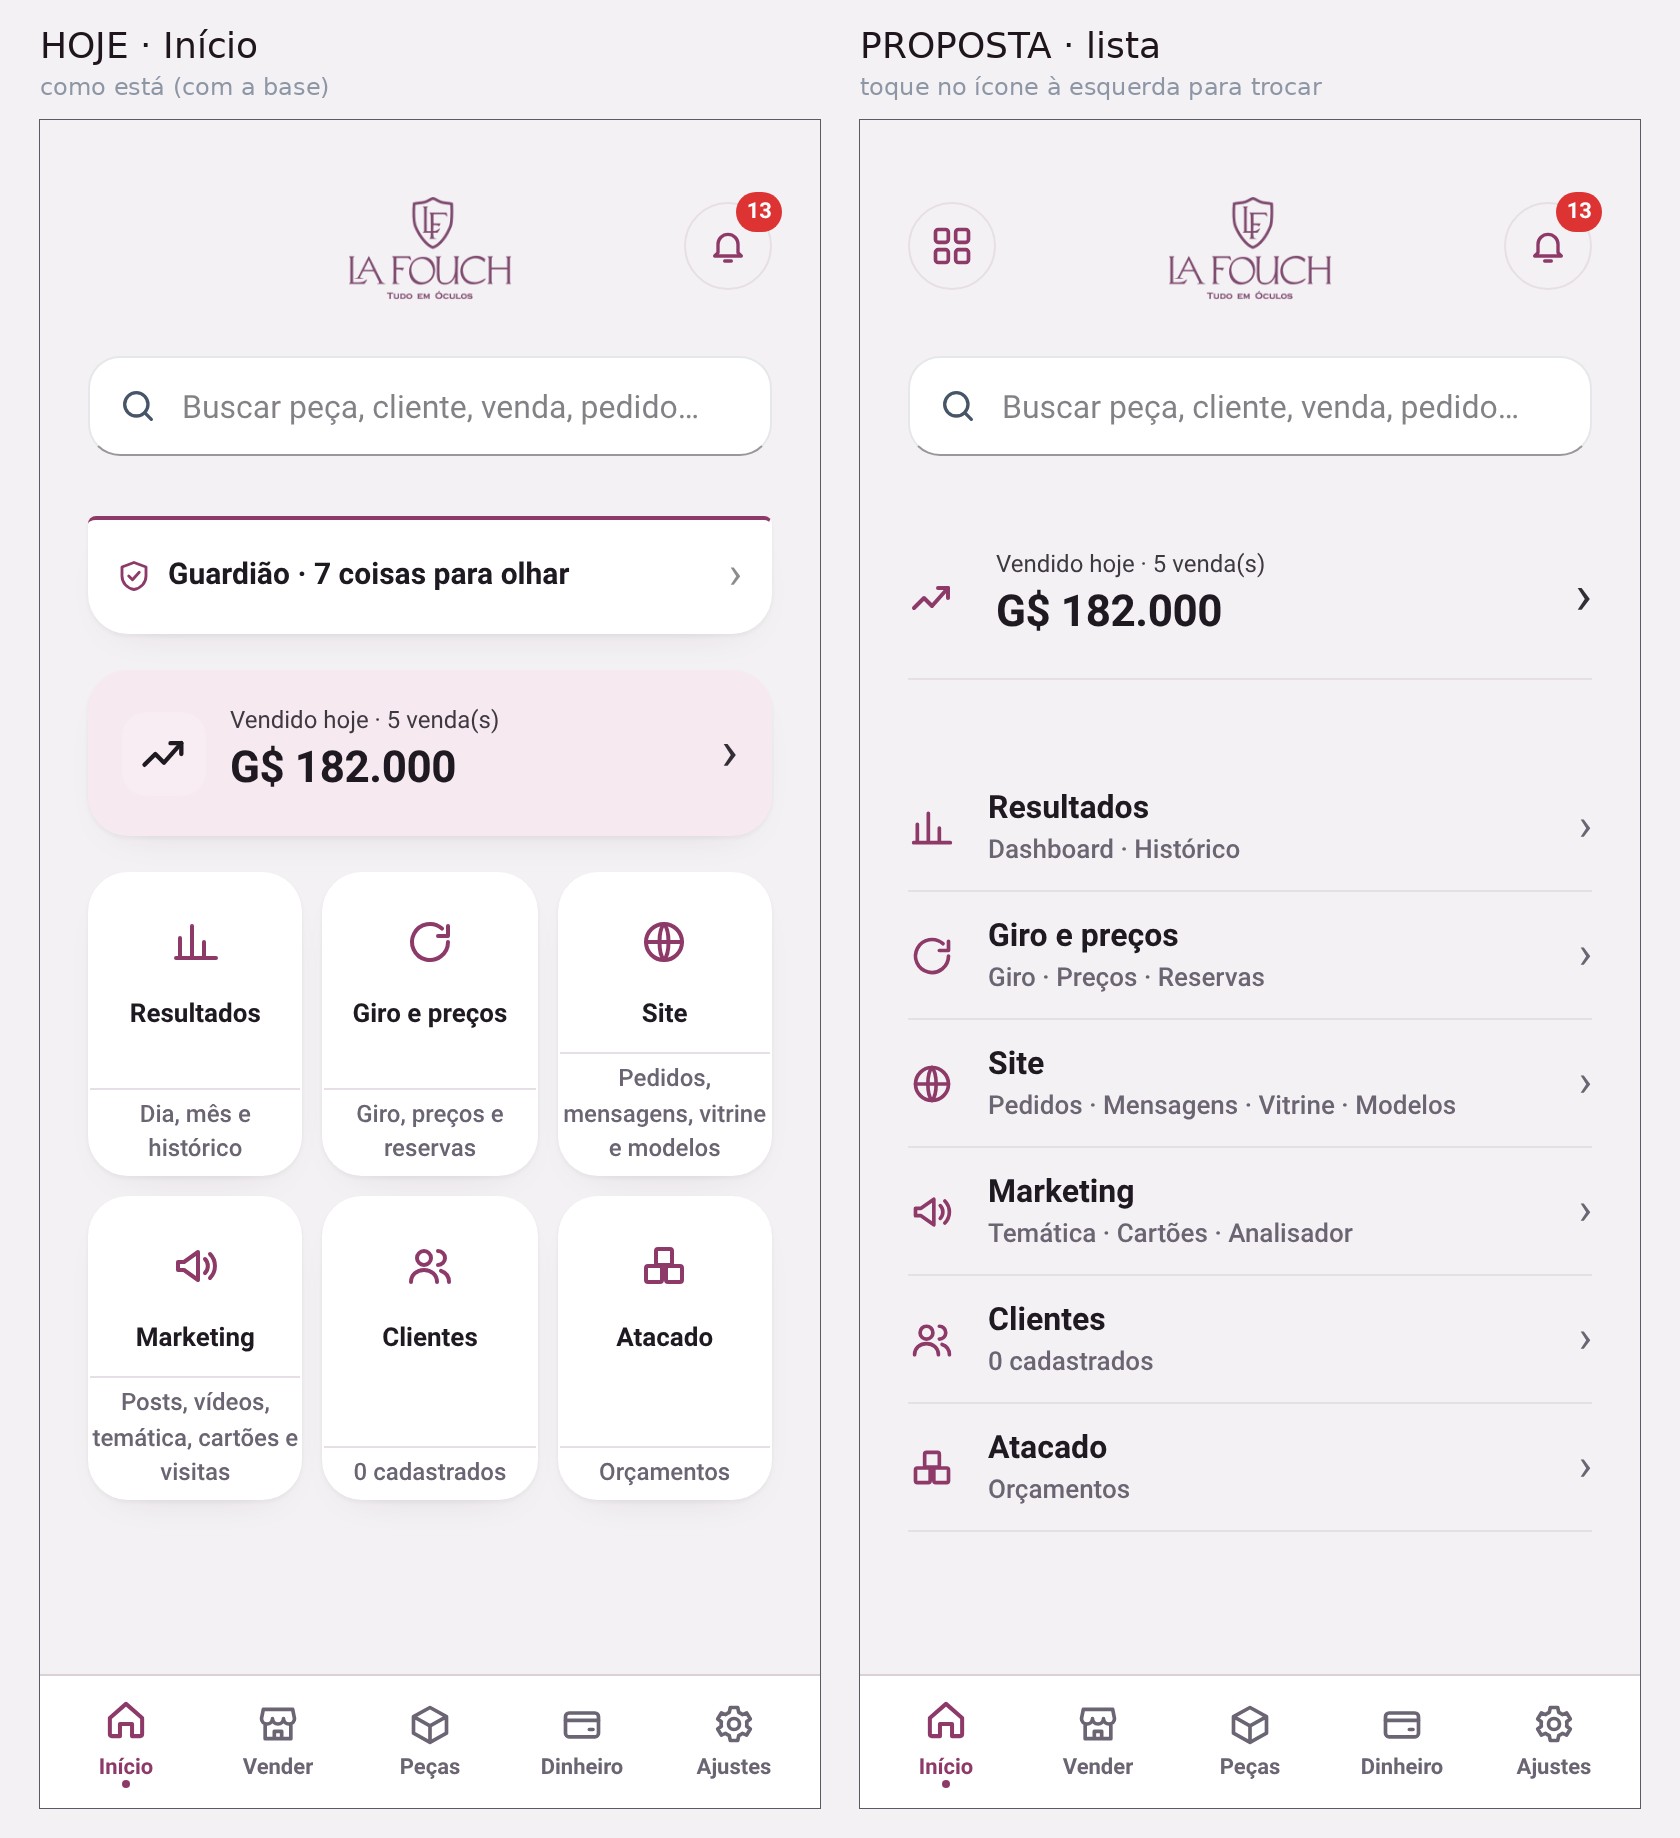 HOJE · Início
como está (com a base)
LF
LA FOUCH
TUDO EM ÓCULOS
13
Buscar peça, cliente, venda, pedido...
Guardião · 7 coisas para olhar
Vendido hoje · 5 venda(s)
G$ 182.000
Resultados
Dia, mês e
histórico
Giro e preços
Giro, preços e
reservas
Site
Pedidos,
mensagens, vitrine
e modelos
Marketing
Posts, vídeos,
temática, cartões e
visitas
Clientes
0 cadastrados
Atacado
Orçamentos
Início
Vender
Peças
Dinheiro
Ajustes
PROPOSTA · lista
toque no ícone à esquerda para trocar
LF
LA FOUCH
TUDO EM ÓCULOS
13
Buscar peça, cliente, venda, pedido...
Vendido hoje · 5 venda(s)
G$ 182.000
Resultados
Dashboard · Histórico
Giro e preços
Giro · Preços · Reservas
Site
Pedidos · Mensagens · Vitrine · Modelos
Marketing
Temática · Cartões · Analisador
Clientes
0 cadastrados
Atacado
Orçamentos
Início
Vender
Peças
Dinheiro
Ajustes